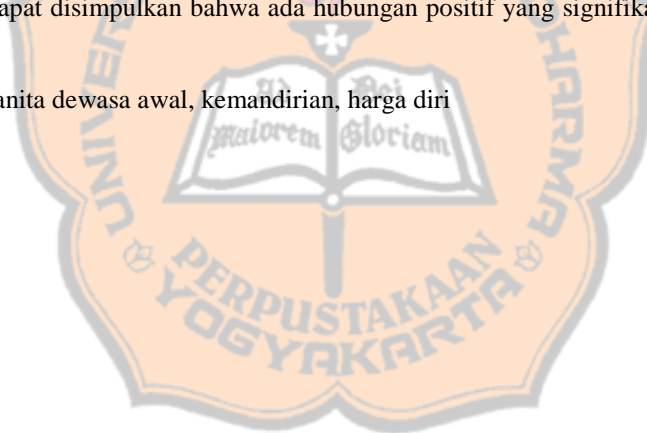 apat disimpulkan bahwa ada hubungan positif yang signifika
anita dewasa awal, kemandirian, harga diri
Ad Dei
Maiorem Gloriam
PERPUSTAKAAN
YOGYAKARTA